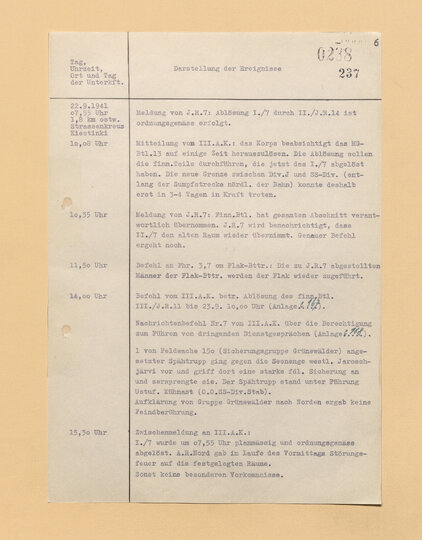 6
0238
237
Tag,
Uhrzeit,
Ort und Tag
der Unterkft.
Darstellung der Ereignisse
22.9.1941
07,55 Uhr
1,8 km ostw.
Strassenkreuz
Kiestinki
Meldung von J.R.7: Ablösung I./7 durch II./J.R.14 ist
ordnungsgemäss erfolgt.
10,08 Uhr
Mitteilung vom III.A.K.: das Korps beabsichtigt das MG-
Btl.13 auf einige Zeit herauszulösen. Die Ablösung sollen
die finn.Teile durchführen, die jetzt das I./7 abgelöst
haben. Die neue Grenze zwischen Div.J und SS-Div. (ent-
lang der Sumpfstrecke nördl. der Bahn) könnte deshalb
erst in 3-4 Tagen in Kraft treten.
10,35 Uhr
Meldung von J.R.7: Finn.Btl. hat gesamten Abschnitt verant-
wortlich übernommen. J.R.7 wird benachrichtigt, dass
II./7 den alten Raum wieder übernimmt. Genauer Befehl
ergeht noch.
11,50 Uhr
Befehl an Fhr. 3,7 cm Flak-Bttr.: Die zu J.R.7 abgestellten
Männer der Flak-Bttr. werden der Flak wieder zugeführt.
14,00 Uhr
Befehl vom III.A.K. betr. Ablösung des finn.Btl.
III./J.R.11 bis 23.9. 10,00 Uhr (Anlage
Nachrichtenbefehl Nr.7 vom III.A.K. über die Berechtigung
zum Führen von dringenden Dienstgesprächen (Anlage
1 von Feldwache 150 (Sicherungsgruppe Grünewälder) ange-
setzter Spähtrupp ging gegen die Seeenge westl. Jarosch-
järvi vor und griff dort eine starke fdl. Sicherung an
und zersprengte sie. Der Spähtrupp stand unter Führung
Ustuf. Kühnast (O.O.SS-Div.Stab).
Aufklärung von Gruppe Grünewälder nach Norden ergab keine
Feindberührung.
15,30 Uhr
Zwischenmeldung an III.A.K.:
I./7 wurde um 07,55 Uhr planmässig und ordnungsgemäss
abgelöst. A.R.Nord gab im Laufe des Vormittags Störungs-
feuer auf die festgelegten Räume.
Sonst keine besonderen Vorkommnisse.